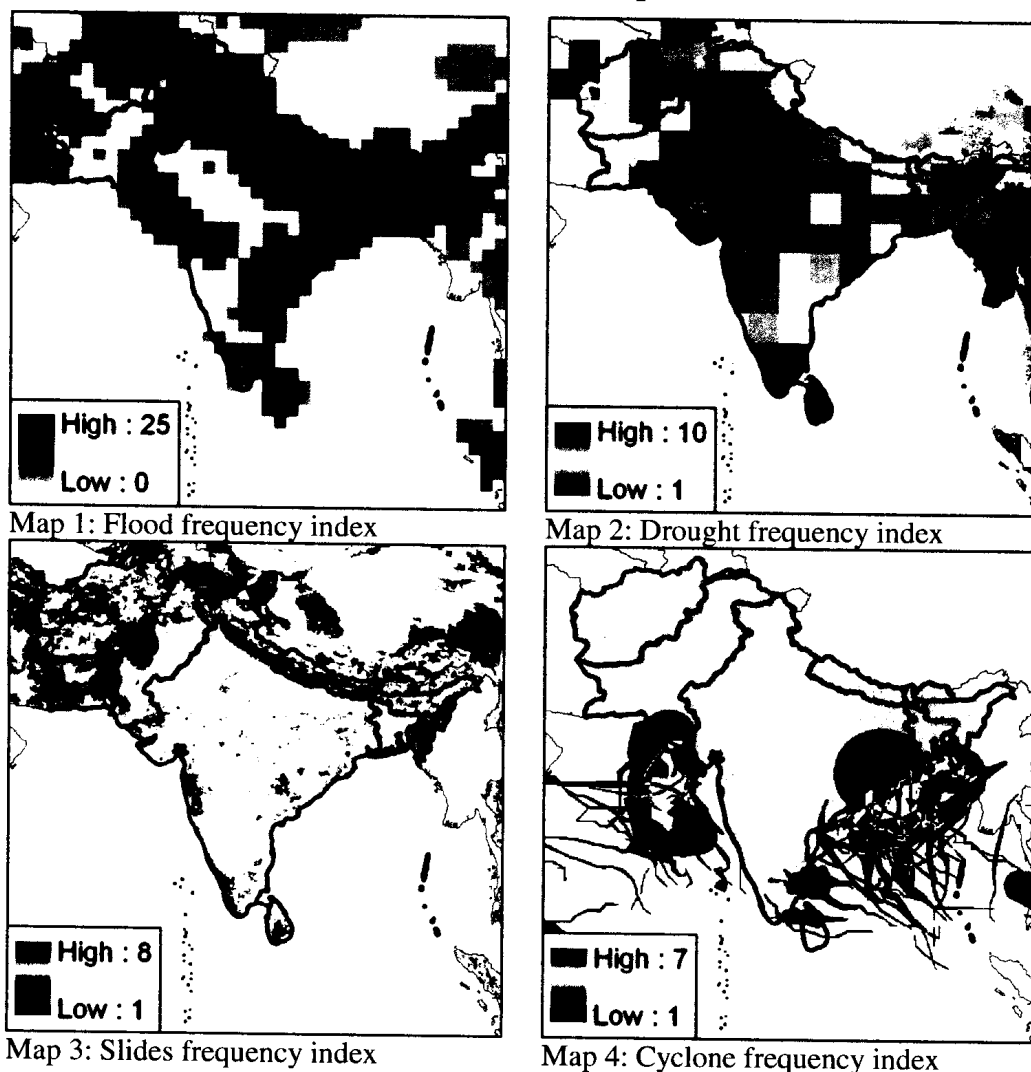 High : 25
Low : 0
Map 1: Flood frequency index
High : 10
Low : 1
Map 2: Drought frequency index
High : 8
Low : 1
Map 3: Slides frequency index
High : 7
Low : 1
Map 4: Cyclone frequency index